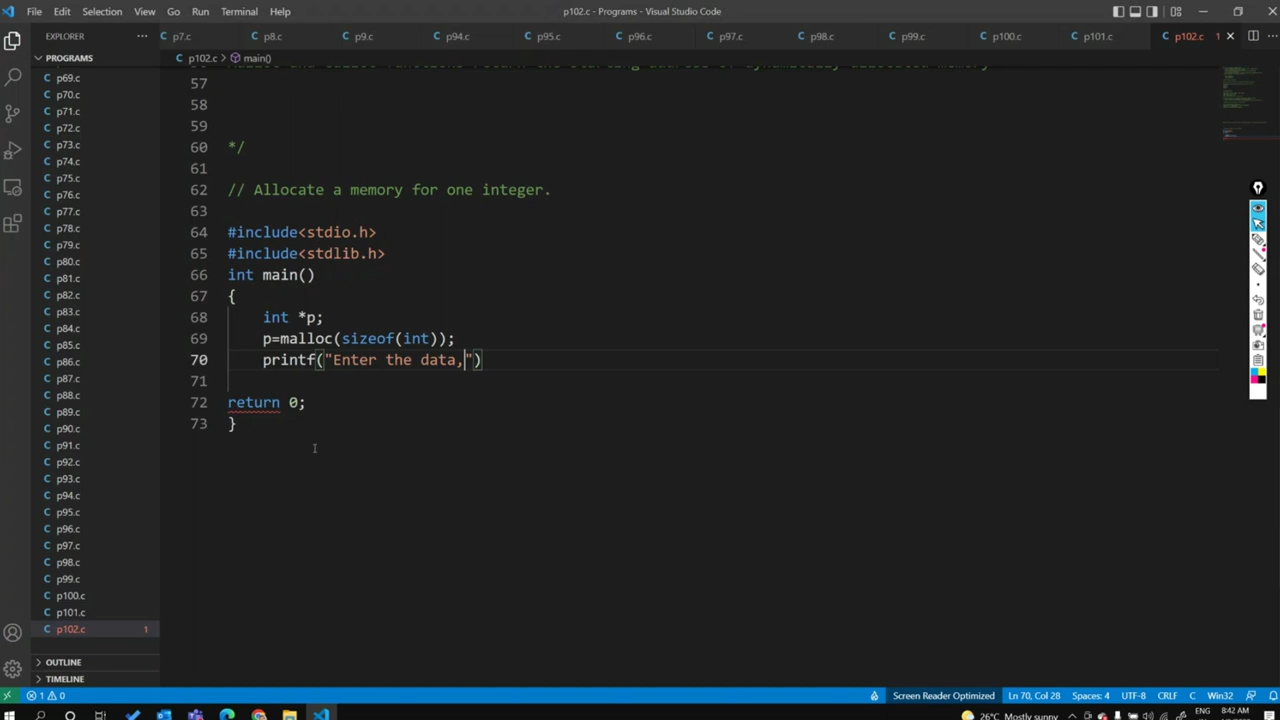 File Edit Selection View Go Run Terminal Help
p102.c - Programs - Visual Studio Code
EXPLORER
p7.c p8.c p9.c p94.c p95.c p96.c p97.c p98.c p99.c p100.c p101.c p102.c 1
PROGRAMS
p102.c > main()
C p69.c
C p70.c
C p71.c
C p72.c
C p73.c
C p74.c
C p75.c
C p76.c
C p77.c
C p78.c
C p79.c
C p80.c
C p81.c
C p82.c
C p83.c
C p84.c
C p85.c
C p86.c
C p87.c
C p88.c
C p89.c
C p90.c
C p91.c
C p92.c
C p93.c
C p94.c
C p95.c
C p96.c
C p97.c
C p98.c
C p99.c
C p100.c
C p101.c
C p102.c 1
OUTLINE
TIMELINE
57
58
59
60 */
61
62 // Allocate a memory for one integer.
63
64 #include<stdio.h>
65 #include<stdlib.h>
66 int main()
67 {
68 int *p;
69 p=malloc(sizeof(int));
70 printf("Enter the data,")
71
72 return 0;
73 }
1 0
Screen Reader Optimized Ln 70, Col 28 Spaces: 4 UTF-8 CRLF C Win32
26°C Mostly sunny
ENG
8:42 AM